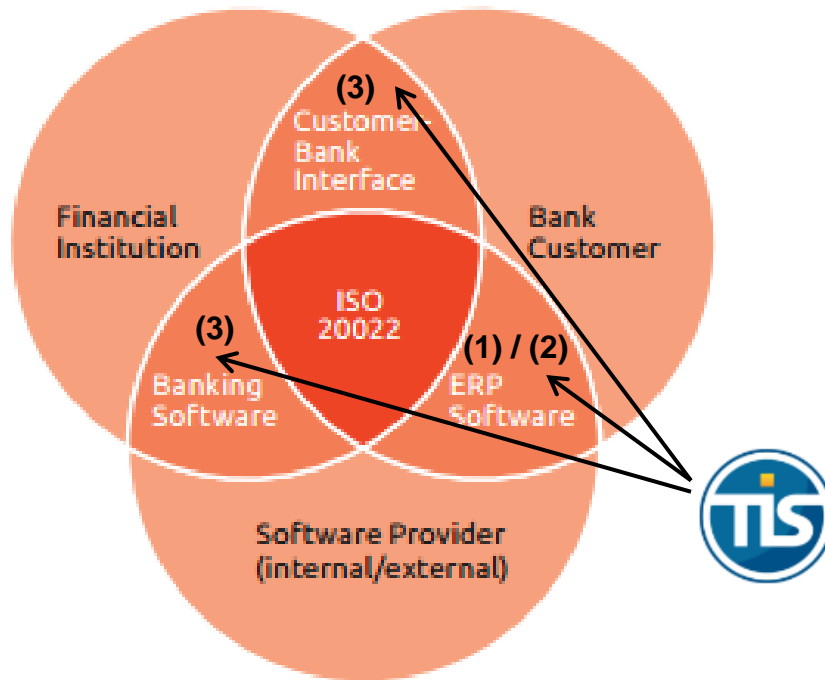 (3)
Customer-
Bank
Interface
Financial
Institution
Bank
Customer
ISO
20022
(3)
Banking
Software
(1) / (2)
ERP
Software
Software Provider
(internal/external)
TIS